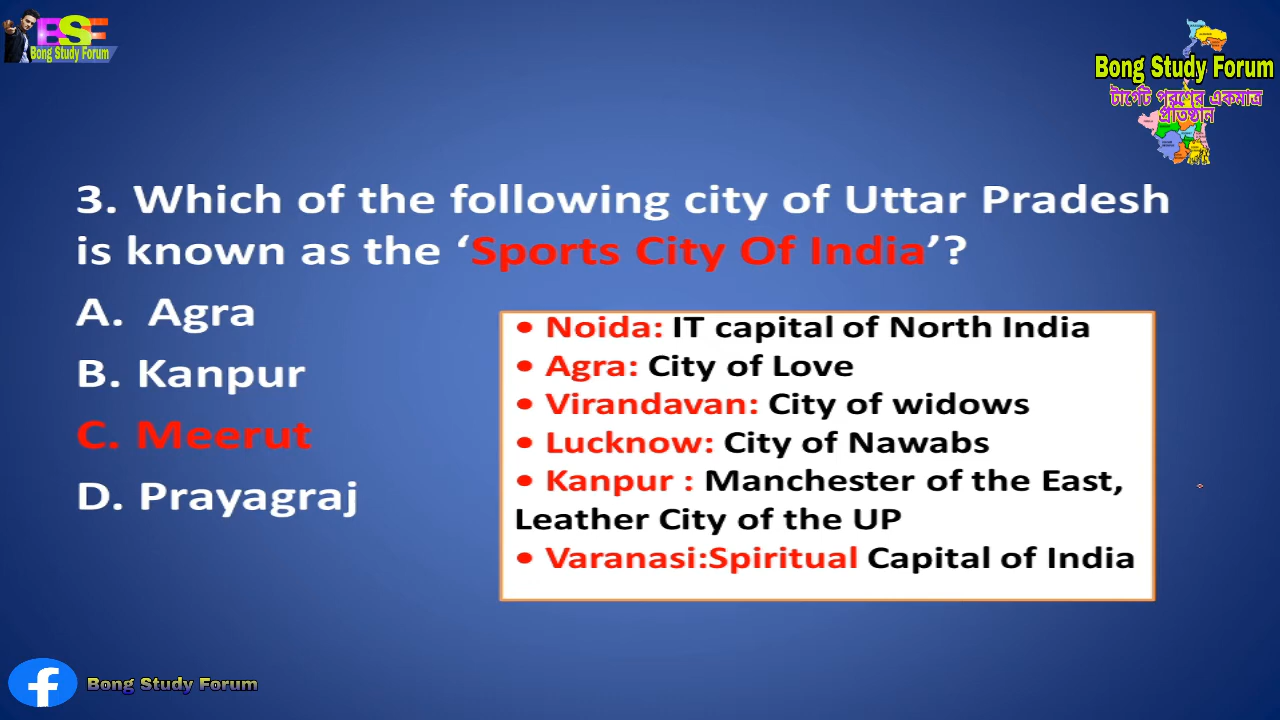 BSF
Bong Study Forum
Bong Study Forum
টার্গেট পূরণের একমাত্র
প্রতিষ্ঠান
3. Which of the following city of Uttar Pradesh
is known as the ‘Sports City Of India’?
A. Agra
B. Kanpur
C. Meerut
D. Prayagraj
• Noida: IT capital of North India
• Agra: City of Love
• Virandavan: City of widows
• Lucknow: City of Nawabs
• Kanpur : Manchester of the East,
Leather City of the UP
• Varanasi:Spiritual Capital of India
f
Bong Study Forum